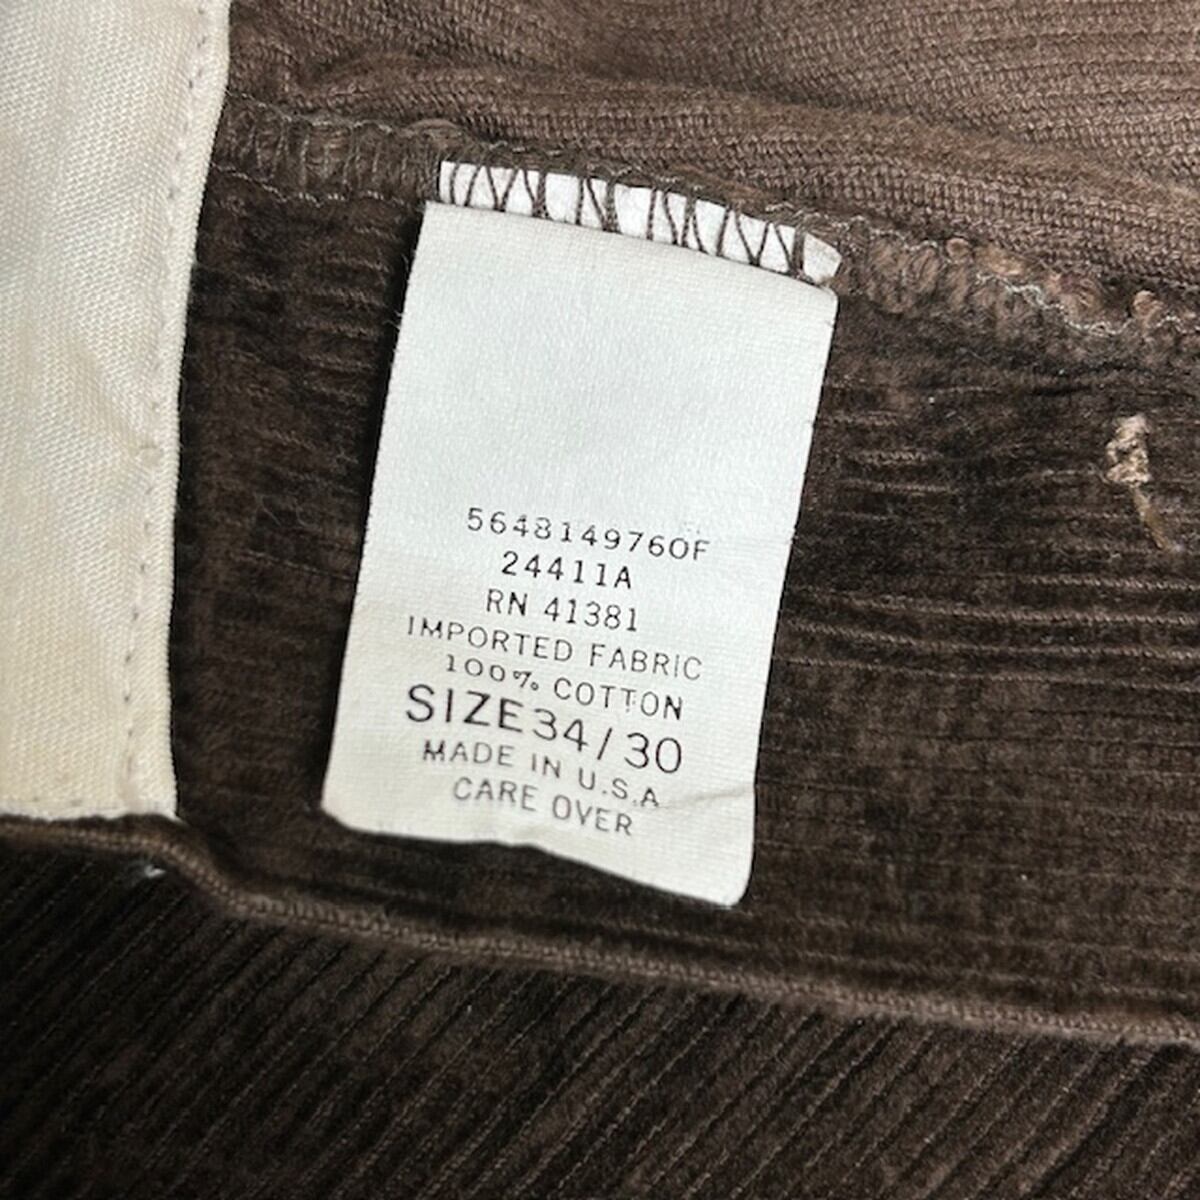 5648149760F
24411A
RN 41381
IMPORTED FABRIC
100% COTTON
SIZE34/30
MADE IN U.S.A
CARE OVER